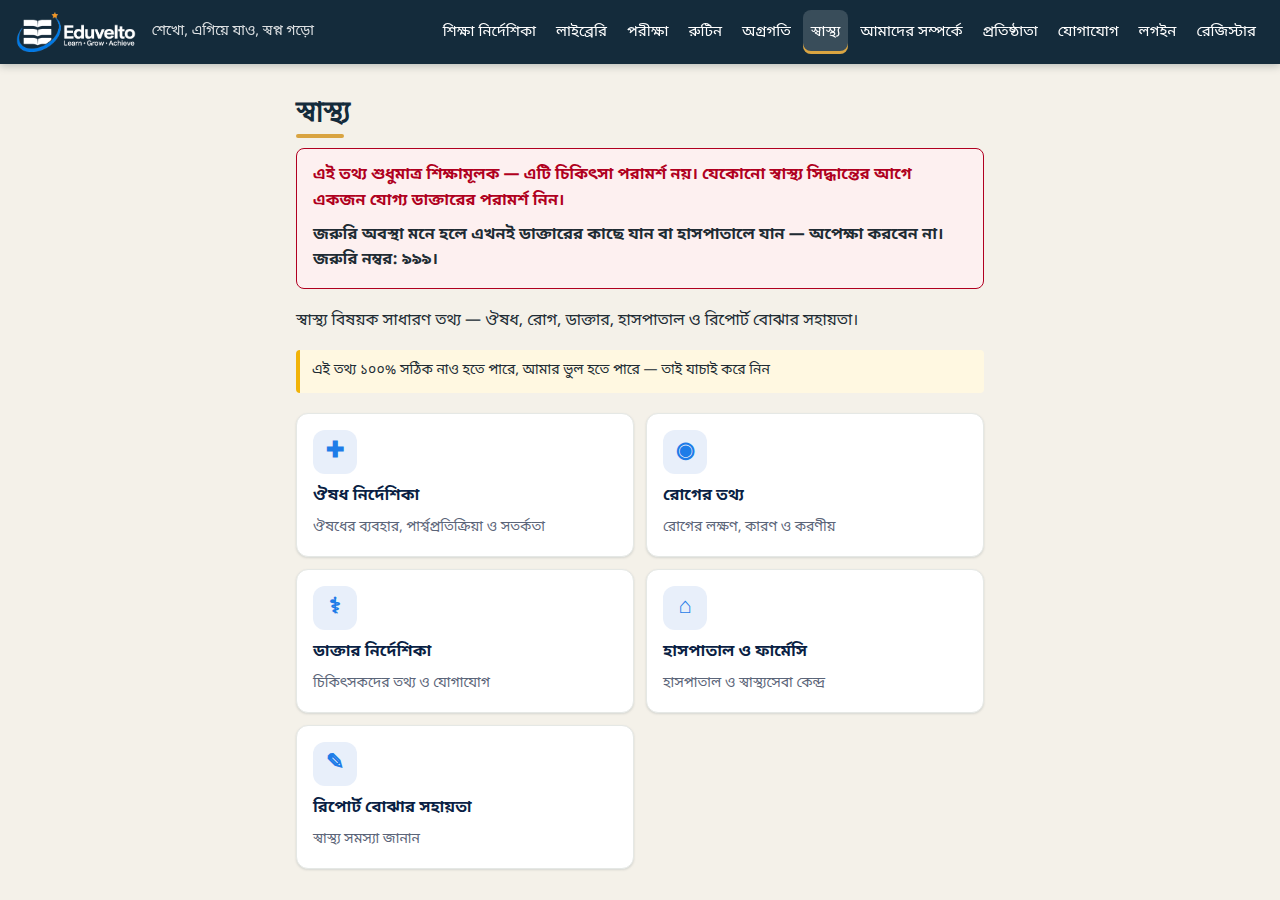 Eduvelto
Learn • Grow • Achieve
শেখো, এগিয়ে যাও, স্বপ্ন গড়ো
শিক্ষা নির্দেশিকা লাইব্রেরি পরীক্ষা রুটিন অগ্রগতি স্বাস্থ্য আমাদের সম্পর্কে প্রতিষ্ঠাতা যোগাযোগ লগইন রেজিস্টার
স্বাস্থ্য
এই তথ্য শুধুমাত্র শিক্ষামূলক — এটি চিকিৎসা পরামর্শ নয়। যেকোনো স্বাস্থ্য সিদ্ধান্তের আগে
একজন যোগ্য ডাক্তারের পরামর্শ নিন।
জরুরি অবস্থা মনে হলে এখনই ডাক্তারের কাছে যান বা হাসপাতালে যান — অপেক্ষা করবেন না।
জরুরি নম্বর: ৯৯৯।
স্বাস্থ্য বিষয়ক সাধারণ তথ্য — ঔষধ, রোগ, ডাক্তার, হাসপাতাল ও রিপোর্ট বোঝার সহায়তা।
এই তথ্য ১০০% সঠিক নাও হতে পারে, আমার ভুল হতে পারে — তাই যাচাই করে নিন
ঔষধ নির্দেশিকা
ঔষধের ব্যবহার, পার্শ্বপ্রতিক্রিয়া ও সতর্কতা
রোগের তথ্য
রোগের লক্ষণ, কারণ ও করণীয়
ডাক্তার নির্দেশিকা
চিকিৎসকদের তথ্য ও যোগাযোগ
হাসপাতাল ও ফার্মেসি
হাসপাতাল ও স্বাস্থ্যসেবা কেন্দ্র
রিপোর্ট বোঝার সহায়তা
স্বাস্থ্য সমস্যা জানান